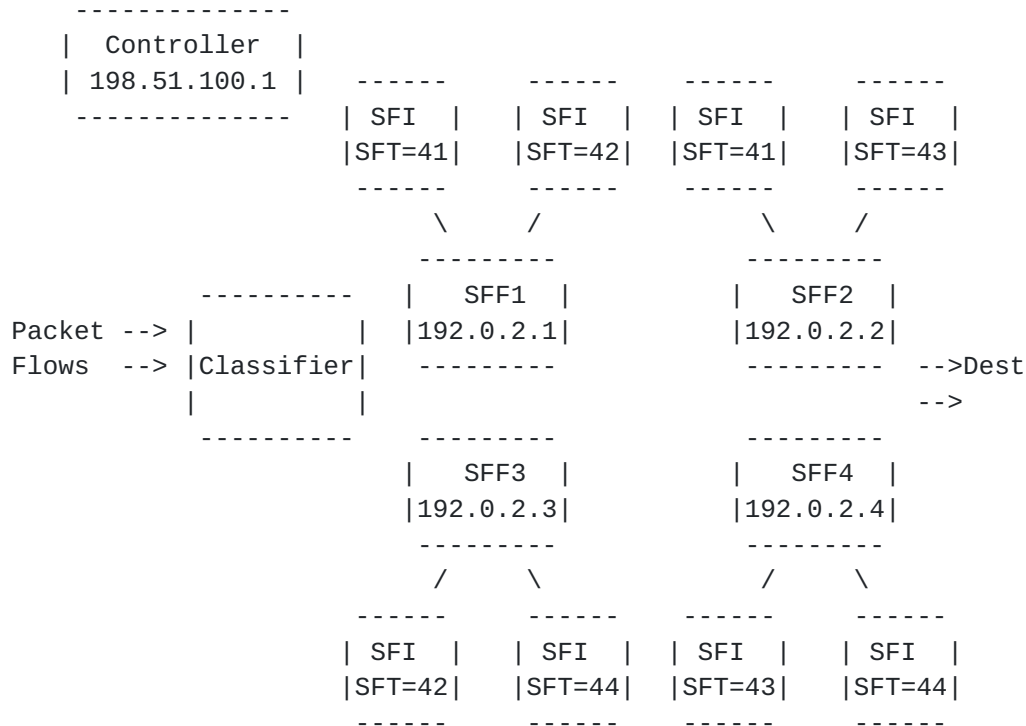 Controller
198.51.100.1
SFI SFI SFI SFI
SFT=41 SFT=42 SFT=41 SFT=43
SFF1 SFF2
Packet --> 192.0.2.1 192.0.2.2
Flows --> Classifier -->Dest
-->
SFF3 SFF4
192.0.2.3 192.0.2.4
SFI SFI SFI SFI
SFT=42 SFT=44 SFT=43 SFT=44